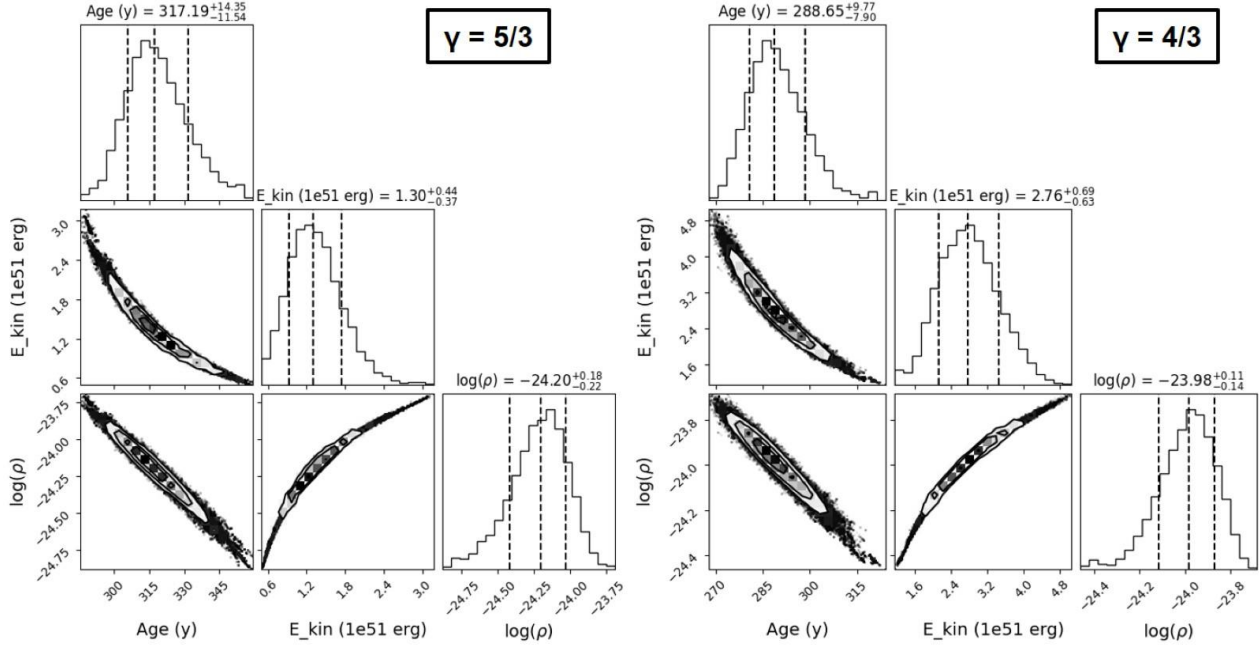 Age (y) = 317.19 +14.35 −11.54
γ = 5/3
E_kin (1e51 erg)
3.0
2.4
1.8
1.2
0.6
E_kin (1e51 erg) = 1.30 +0.44 −0.37
log(ρ)
−23.75
−24.00
−24.25
−24.50
−24.75
log(ρ) = −24.20 +0.18 −0.22
300
315
330
345
Age (y)
0.6
1.2
1.8
2.4
3.0
E_kin (1e51 erg)
−24.75
−24.50
−24.25
−24.00
−23.75
log(ρ)
Age (y) = 288.65 +9.77 −7.90
γ = 4/3
E_kin (1e51 erg)
4.8
4.0
3.2
2.4
1.6
E_kin (1e51 erg) = 2.76 +0.69 −0.63
log(ρ)
−23.8
−24.0
−24.2
−24.4
log(ρ) = −23.98 +0.11 −0.14
270
285
300
315
Age (y)
1.6
2.4
3.2
4.0
4.8
E_kin (1e51 erg)
−24.4
−24.2
−24.0
−23.8
log(ρ)